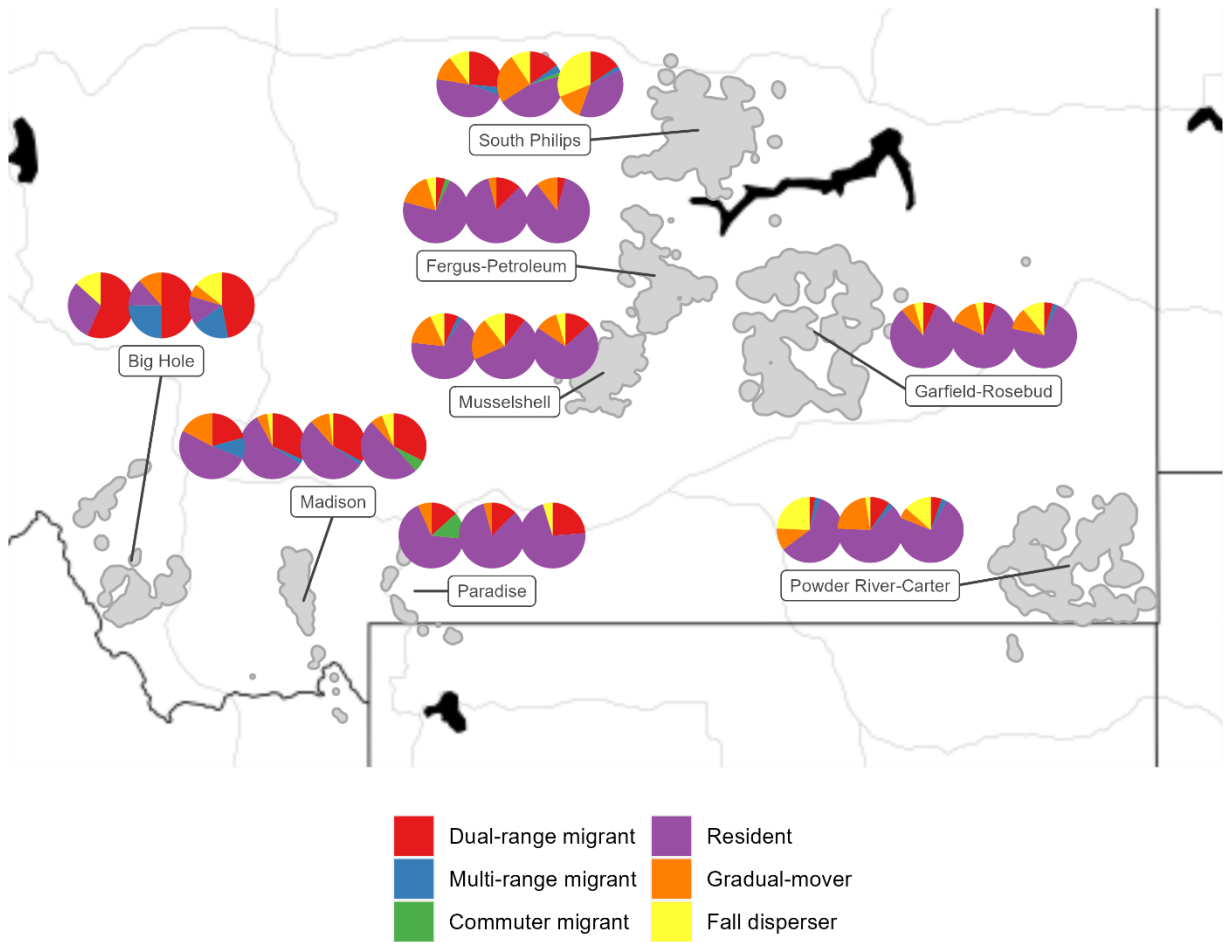 South Philips
Fergus-Petroleum
Big Hole
Musselshell
Garfield-Rosebud
Madison
Paradise
Powder River-Carter
Dual-range migrant
Resident
Multi-range migrant
Gradual-mover
Commuter migrant
Fall disperser